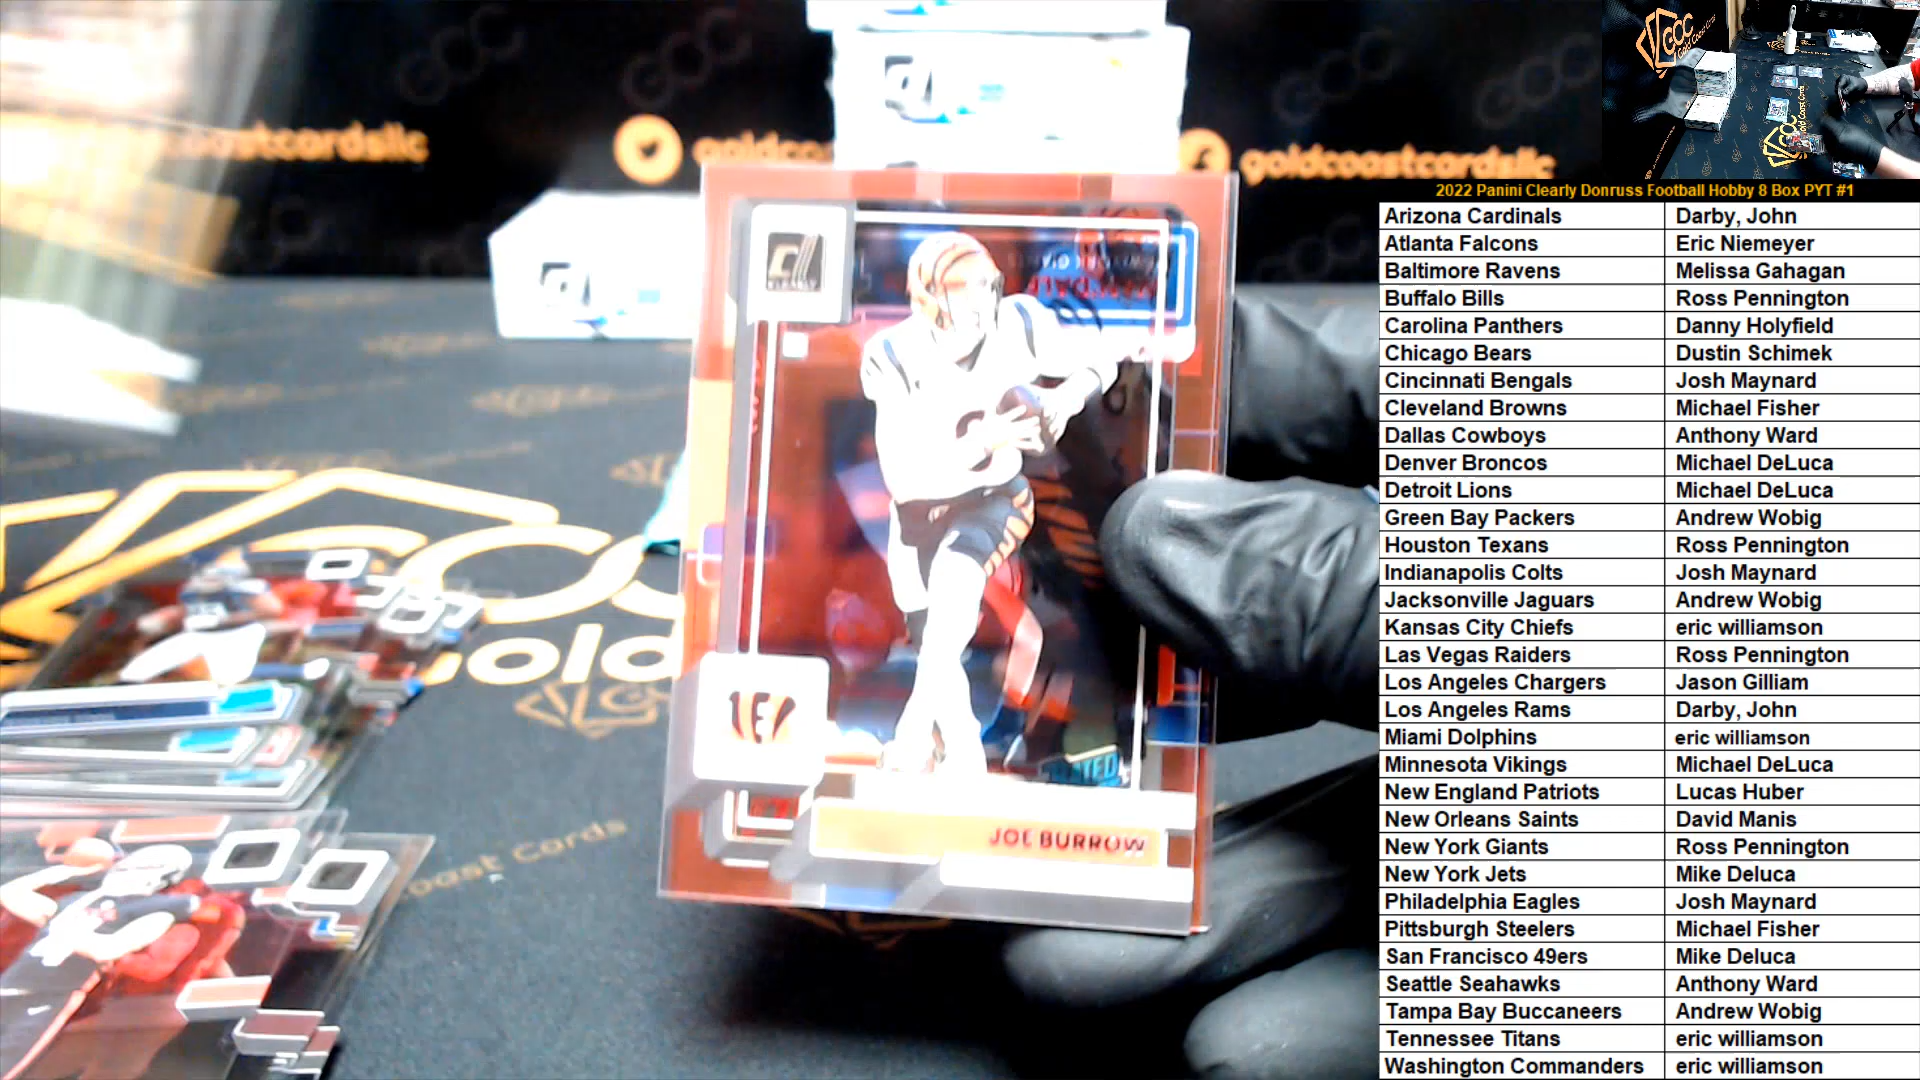 GCC
GCC
GCC
GCC
GCC
Gold Coast Cards
goldcoastcardsllc
2022 Panini Clearly Donruss Football Hobby 8 Box PYT #1
Arizona Cardinals Darby, John
Atlanta Falcons Eric Niemeyer
Baltimore Ravens Melissa Gahagan
Buffalo Bills Ross Pennington
Carolina Panthers Danny Holyfield
Chicago Bears Dustin Schimek
Cincinnati Bengals Josh Maynard
Cleveland Browns Michael Fisher
Dallas Cowboys Anthony Ward
Denver Broncos Michael DeLuca
Detroit Lions Michael DeLuca
Green Bay Packers Andrew Wobig
Houston Texans Ross Pennington
Indianapolis Colts Josh Maynard
Jacksonville Jaguars Andrew Wobig
Kansas City Chiefs eric williamson
Las Vegas Raiders Ross Pennington
Los Angeles Chargers Jason Gilliam
Los Angeles Rams Darby, John
Miami Dolphins eric williamson
Minnesota Vikings Michael DeLuca
New England Patriots Lucas Huber
New Orleans Saints David Manis
New York Giants Ross Pennington
New York Jets Mike Deluca
Philadelphia Eagles Josh Maynard
Pittsburgh Steelers Michael Fisher
San Francisco 49ers Mike Deluca
Seattle Seahawks Anthony Ward
Tampa Bay Buccaneers Andrew Wobig
Tennessee Titans eric williamson
Washington Commanders eric williamson
JOE BURROW